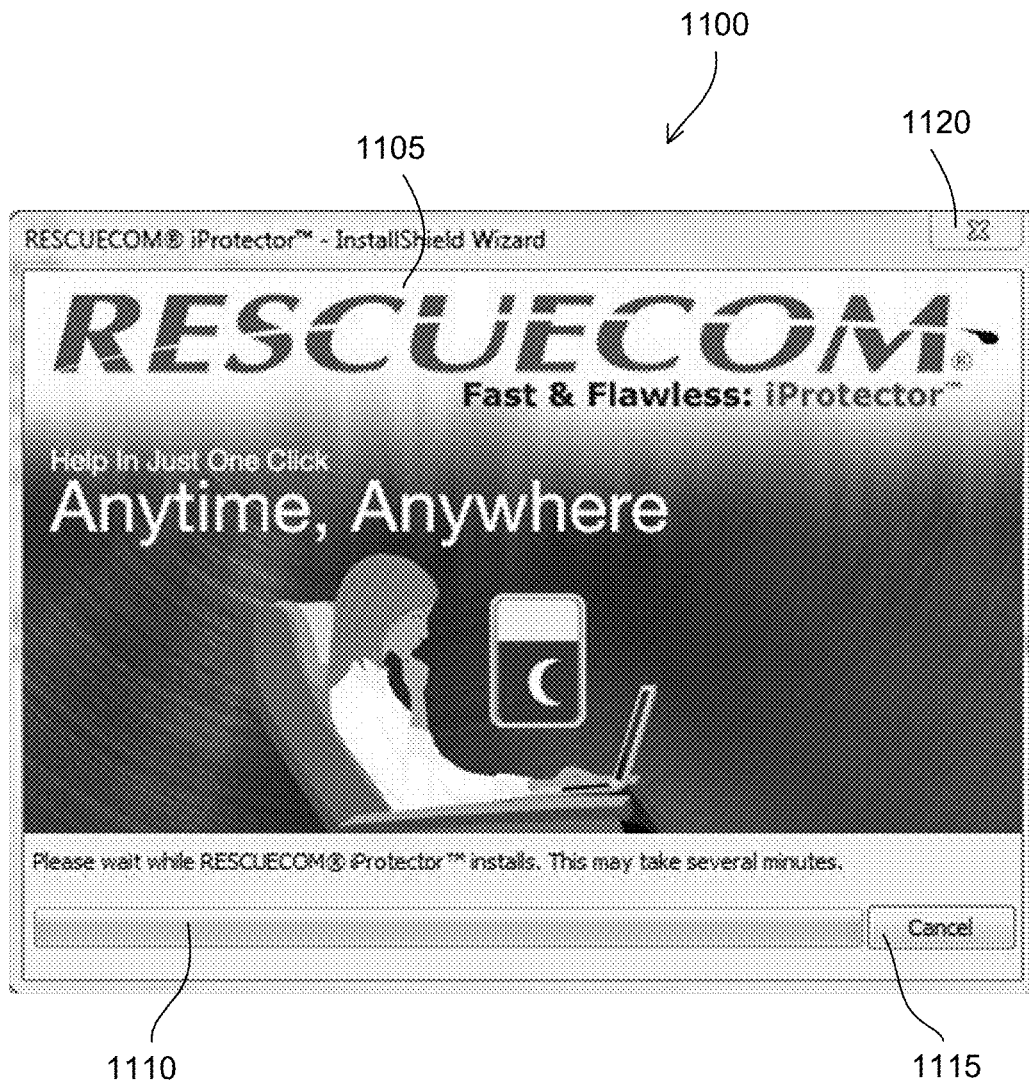 1100
1120
1105
RESCUECOM® iProtector™ - InstallShield Wizard
RESCUECOM®
Fast & Flawless: iProtector™
Help In Just One Click
Anytime, Anywhere
Please wait while RESCUECOM® iProtector™ installs. This may take several minutes.
Cancel
1110
1115